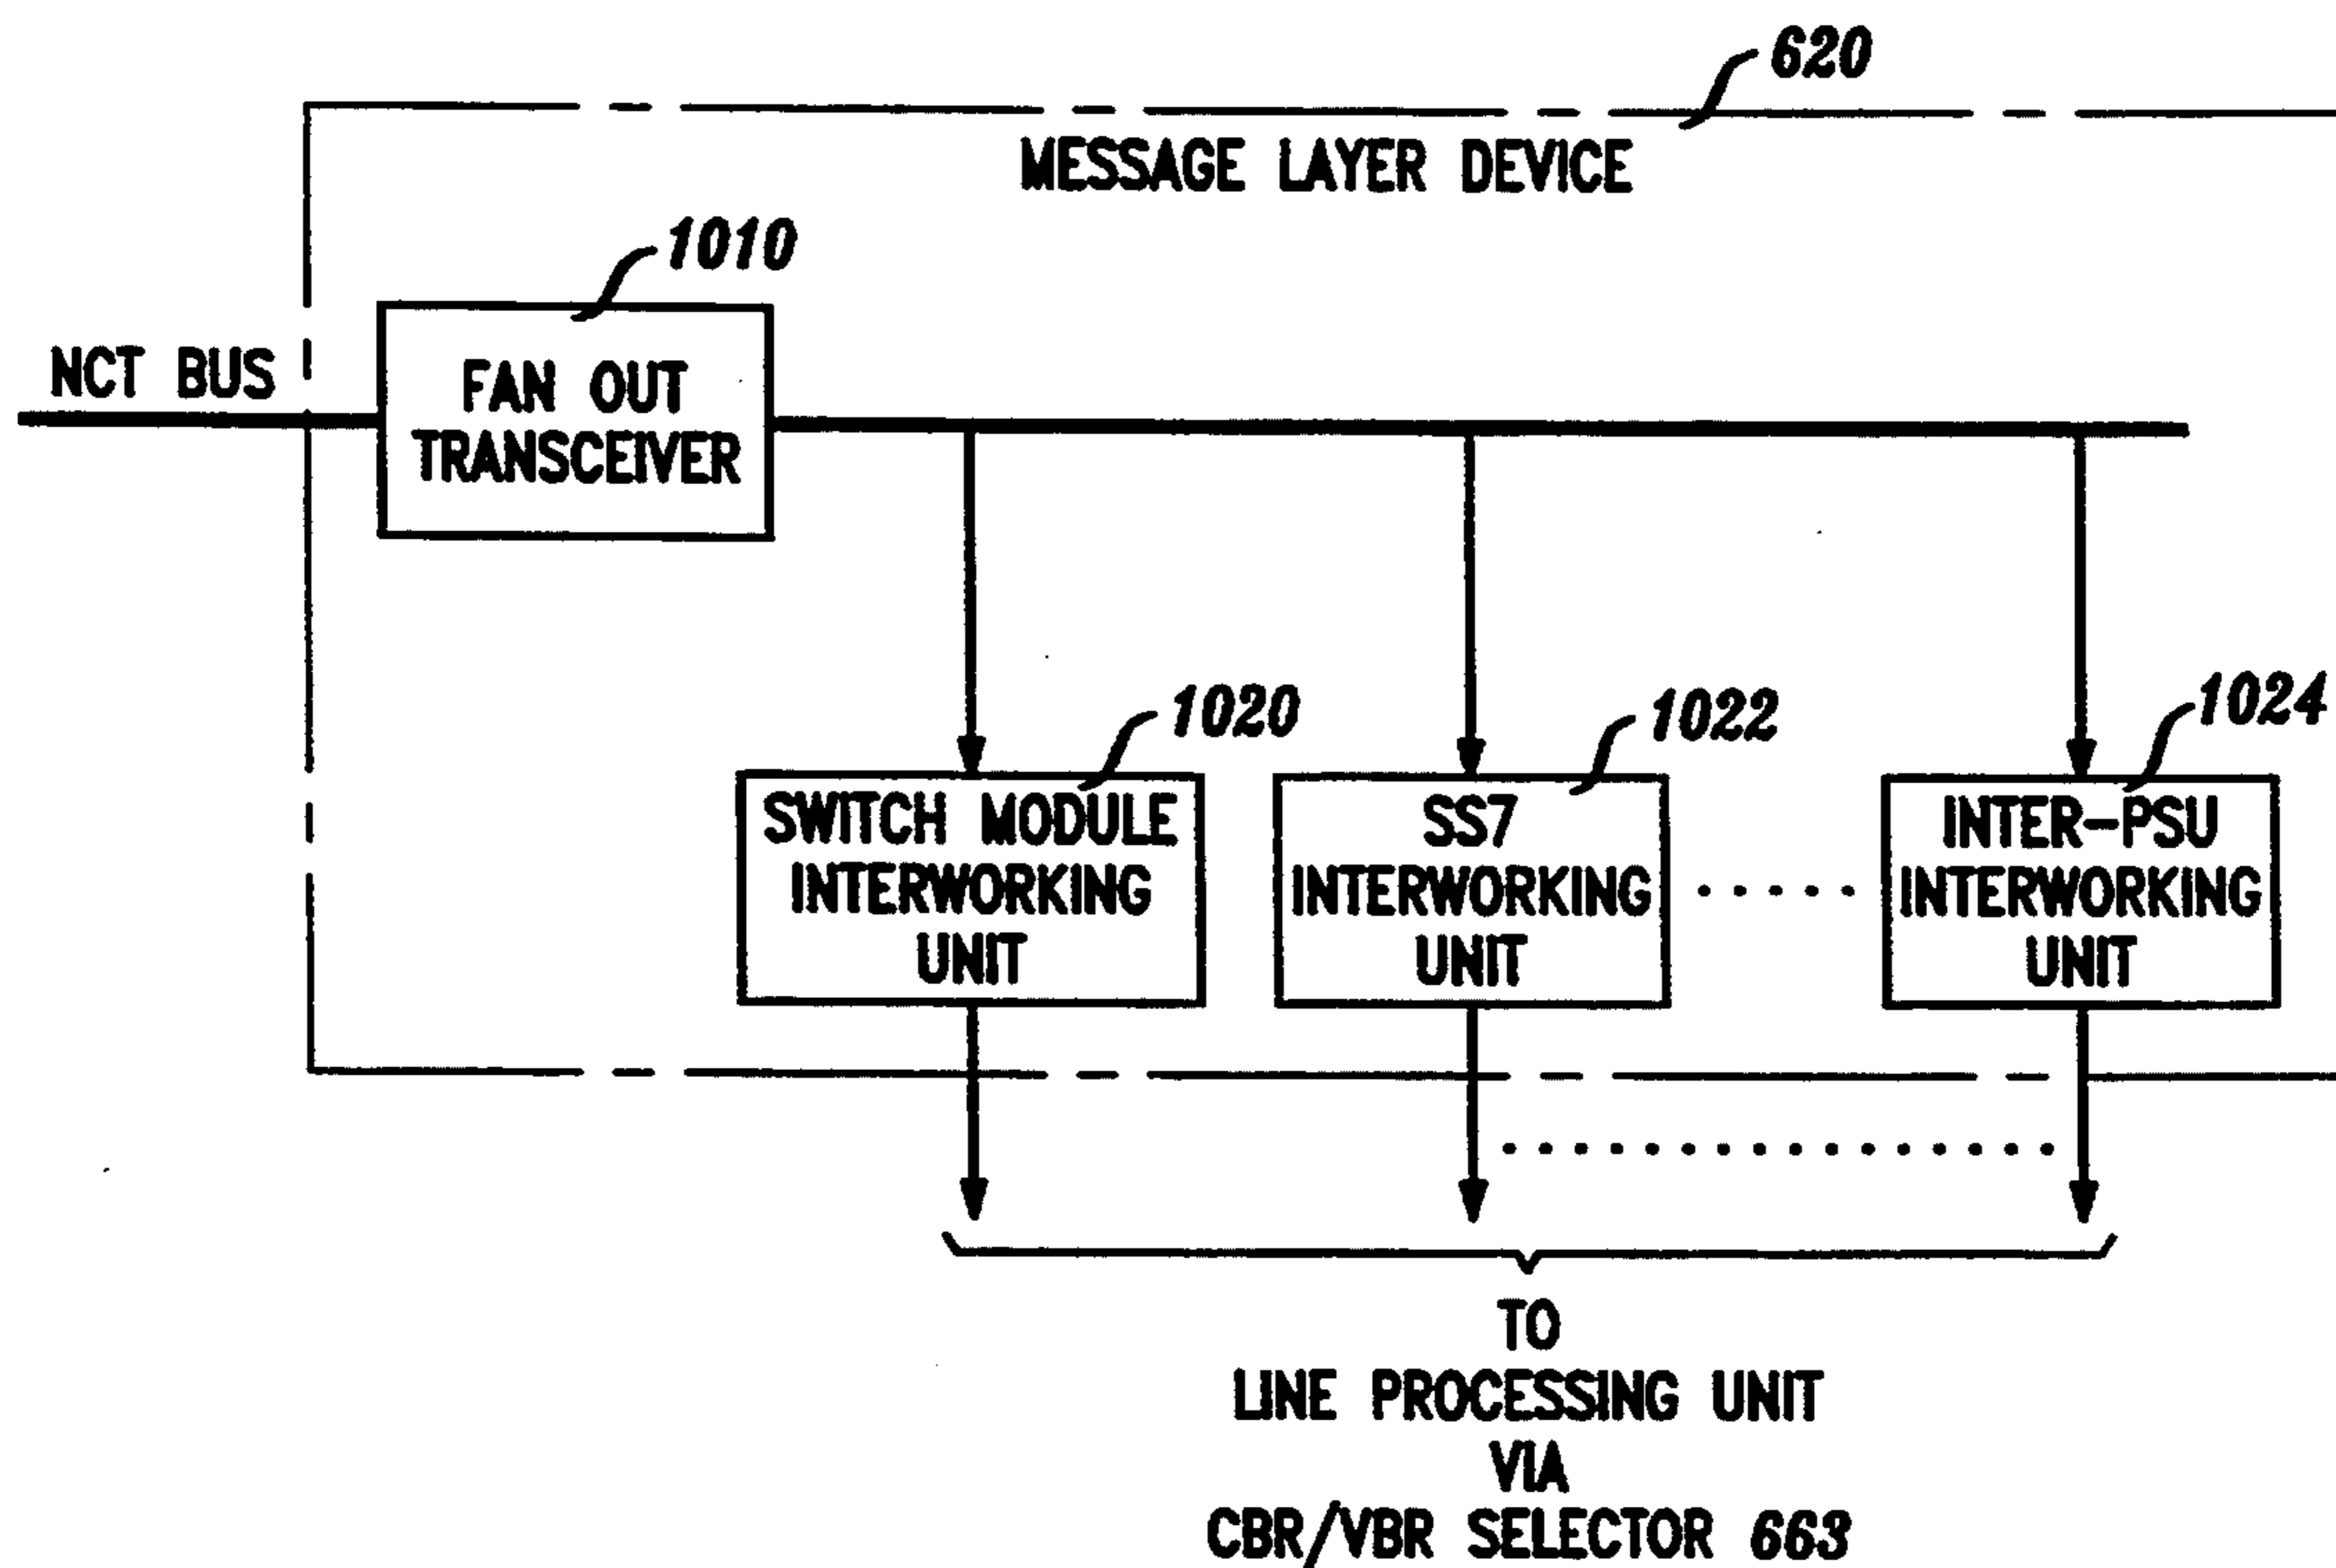 620
MESSAGE LAYER DEVICE
1010
NCT BUS
FAN OUT
TRANSCEIVER
1020
1022
1024
SWITCH MODULE
INTERWORKING
UNIT
SS7
INTERWORKING
UNIT
INTER-PSU
INTERWORKING
UNIT
TO
LINE PROCESSING UNIT
VIA
CBR/VBR SELECTOR 663